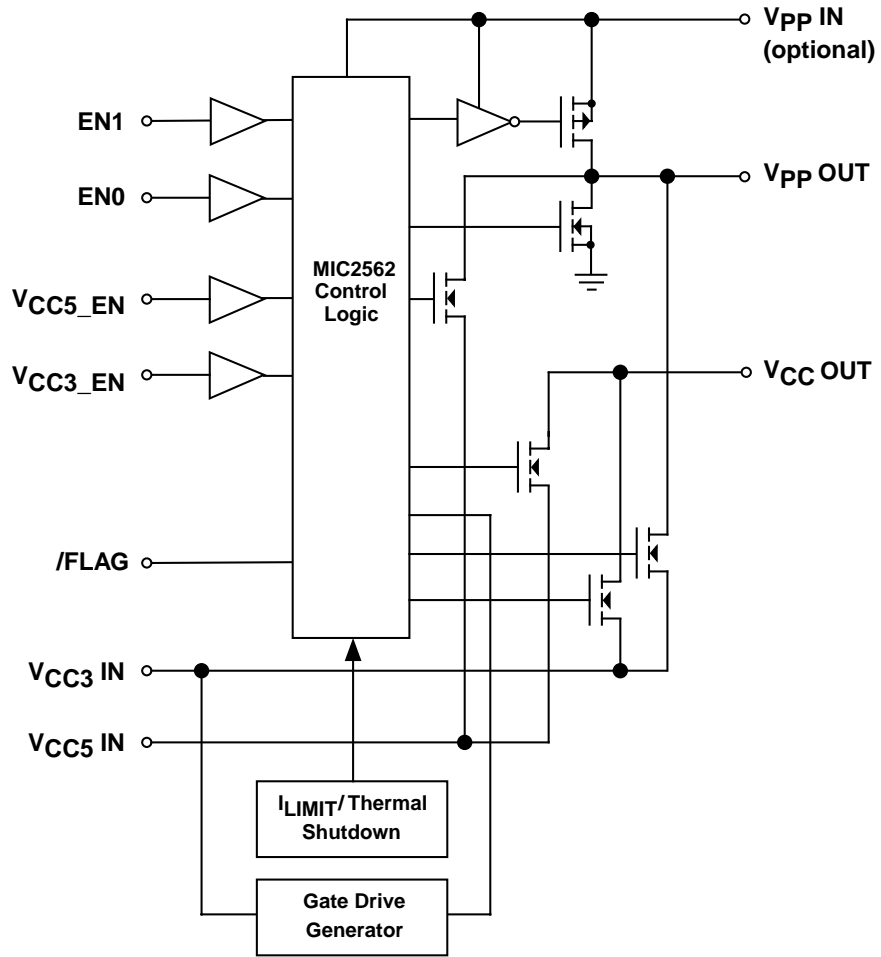 VPP IN
(optional)
EN1
VPP OUT
EN0
MIC2562
Control
Logic
VCC5_EN
VCC3_EN
VCC OUT
/FLAG
VCC3 IN
VCC5 IN
ILIMIT/ Thermal
Shutdown
Gate Drive
Generator